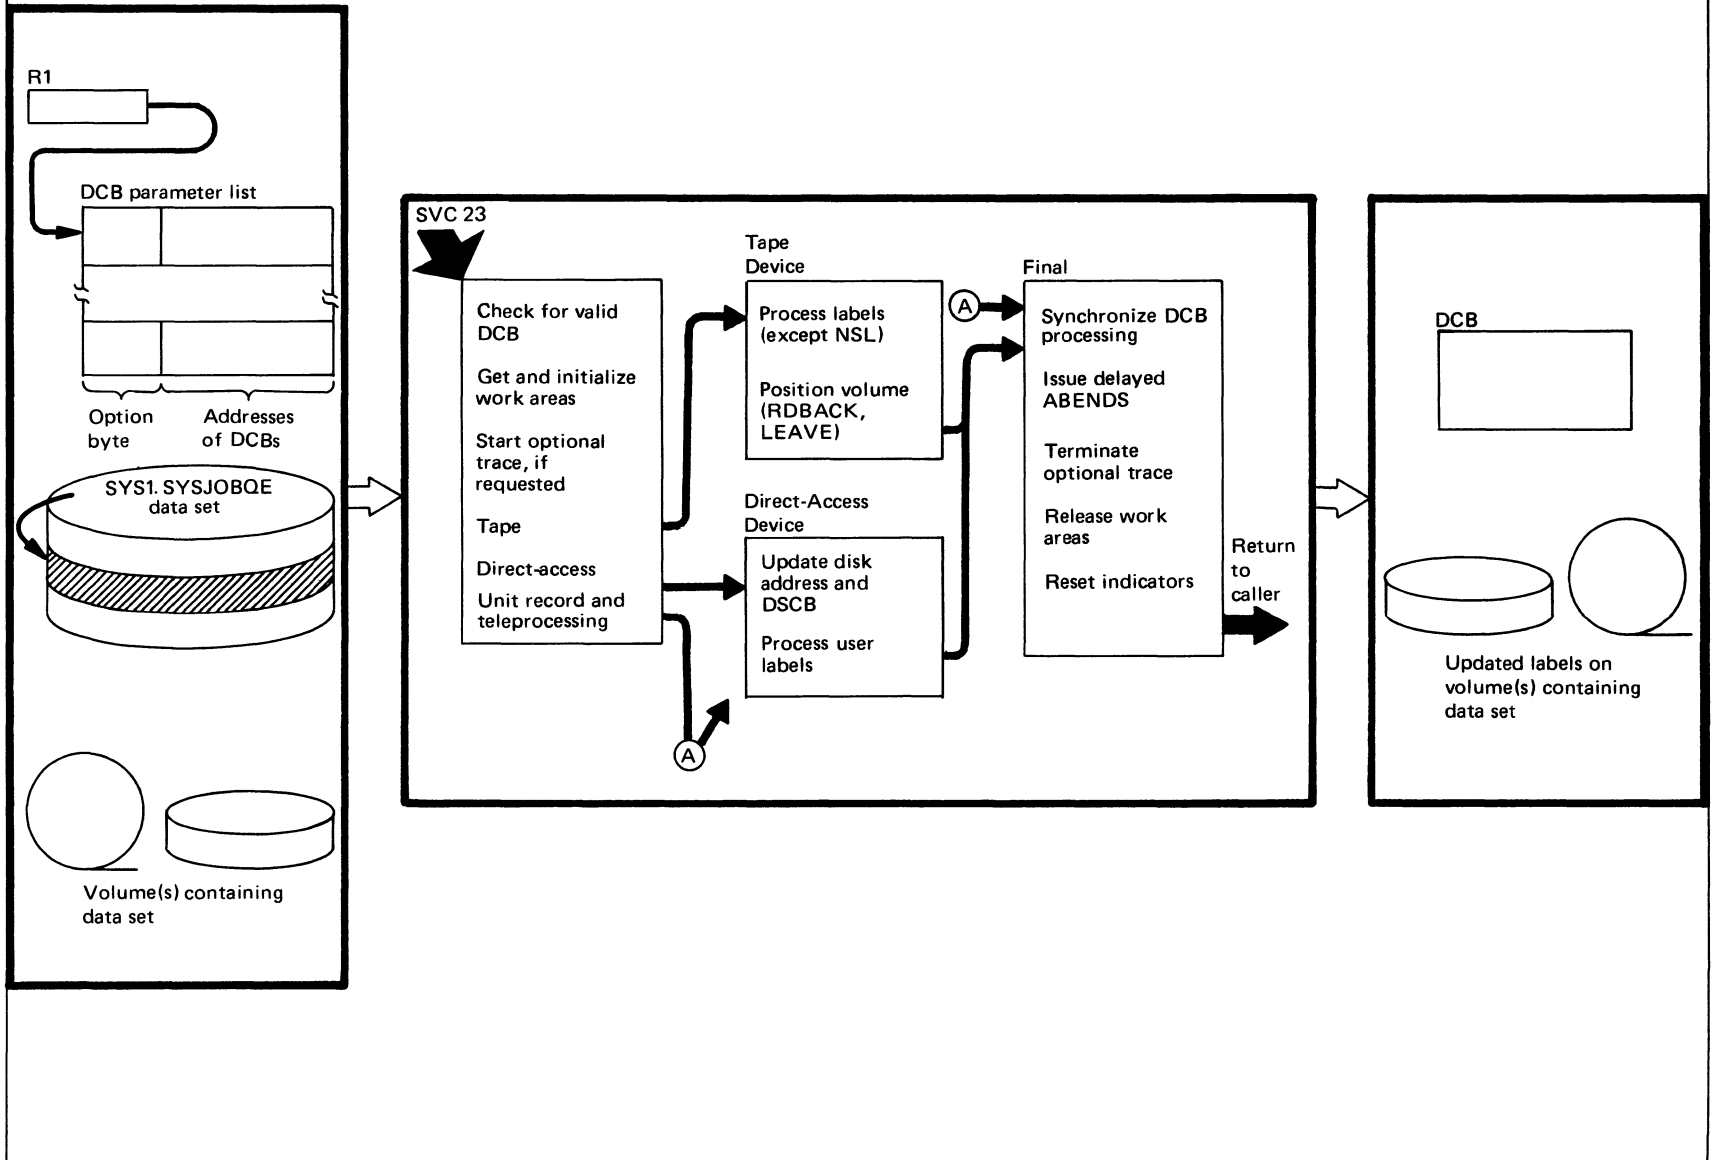 R1
DCB parameter list
Option
byte
Addresses
of DCBs
SYS1.SYSJOBQE
data set
Volume(s) containing
data set
SVC 23
Check for valid
DCB
Get and initialize
work areas
Start optional
trace, if
requested
Tape
Direct-access
Unit record and
teleprocessing
A
Tape
Device
Process labels
(except NSL)
Position volume
(RDBACK,
LEAVE)
Direct-Access
Device
Update disk
address and
DSCB
Process user
labels
A
Final
Synchronize DCB
processing
Issue delayed
ABENDS
Terminate
optional trace
Release work
areas
Reset indicators
Return
to
caller
DCB
Updated labels on
volume(s) containing
data set